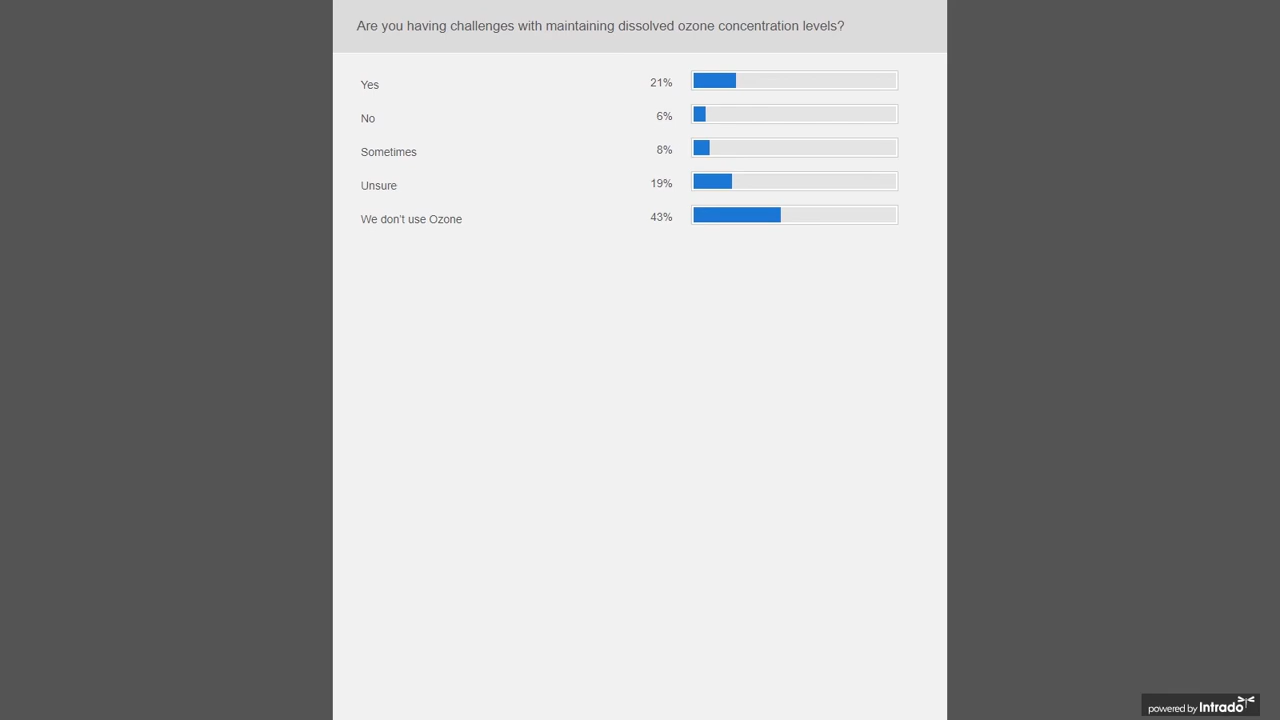 Are you having challenges with maintaining dissolved ozone concentration levels?
Yes 21%
No 6%
Sometimes 8%
Unsure 19%
We don't use Ozone 43%
powered by Intrado